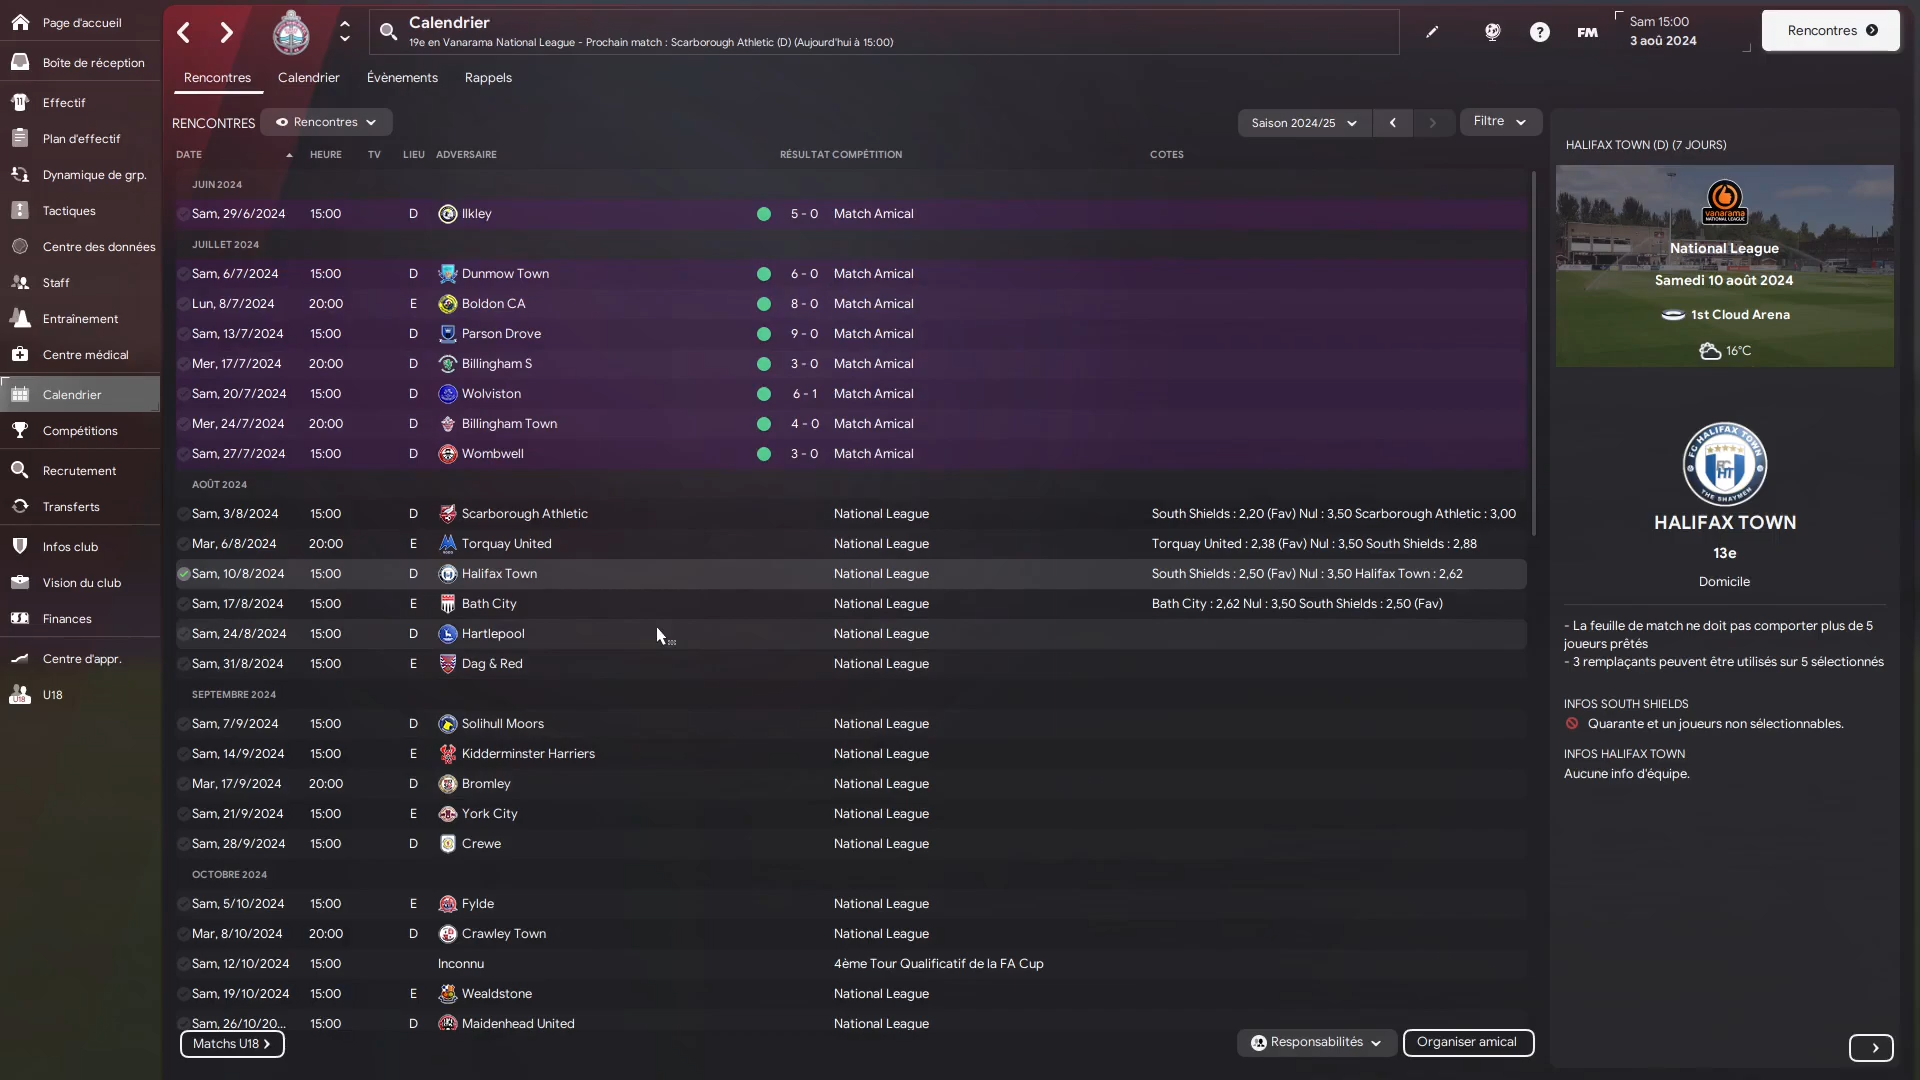 Page d'accueil
Boîte de réception
Effectif
Plan d'effectif
Dynamique de grp.
Tactiques
Centre des données
Staff
Entraînement
Centre médical
Calendrier
Compétitions
Recrutement
Transferts
Infos club
Vision du club
Finances
Centre d'appr.
U18
Calendrier
19e en Vanarama National League - Prochain match : Scarborough Athletic (D) (Aujourd'hui à 15:00)
FM
Sam 15:00
3 aoû 2024
Rencontres
Rencontres Calendrier Évènements Rappels
RENCONTRES Rencontres Saison 2024/25 Filtre
DATE HEURE TV LIEU ADVERSAIRE RÉSULTAT COMPÉTITION COTES
JUIN 2024
Sam, 29/6/2024 15:00 D Ilkley 5 - 0 Match Amical
JUILLET 2024
Sam, 6/7/2024 15:00 D Dunmow Town 6 - 0 Match Amical
Lun, 8/7/2024 20:00 E Boldon CA 8 - 0 Match Amical
Sam, 13/7/2024 15:00 D Parson Drove 9 - 0 Match Amical
Mer, 17/7/2024 20:00 D Billingham S 3 - 0 Match Amical
Sam, 20/7/2024 15:00 D Wolviston 6 - 1 Match Amical
Mer, 24/7/2024 20:00 D Billingham Town 4 - 0 Match Amical
Sam, 27/7/2024 15:00 D Wombwell 3 - 0 Match Amical
AOÛT 2024
Sam, 3/8/2024 15:00 D Scarborough Athletic National League South Shields : 2,20 (Fav) Nul : 3,50 Scarborough Athletic : 3,00
Mar, 6/8/2024 20:00 E Torquay United National League Torquay United : 2,38 (Fav) Nul : 3,50 South Shields : 2,88
Sam, 10/8/2024 15:00 D Halifax Town National League South Shields : 2,50 (Fav) Nul : 3,50 Halifax Town : 2,62
Sam, 17/8/2024 15:00 E Bath City National League Bath City : 2,62 Nul : 3,50 South Shields : 2,50 (Fav)
Sam, 24/8/2024 15:00 D Hartlepool National League
Sam, 31/8/2024 15:00 E Dag & Red National League
SEPTEMBRE 2024
Sam, 7/9/2024 15:00 D Solihull Moors National League
Sam, 14/9/2024 15:00 E Kidderminster Harriers National League
Mar, 17/9/2024 20:00 D Bromley National League
Sam, 21/9/2024 15:00 E York City National League
Sam, 28/9/2024 15:00 D Crewe National League
OCTOBRE 2024
Sam, 5/10/2024 15:00 E Fylde National League
Mar, 8/10/2024 20:00 D Crawley Town National League
Sam, 12/10/2024 15:00 Inconnu 4ème Tour Qualificatif de la FA Cup
Sam, 19/10/2024 15:00 E Wealdstone National League
Sam, 26/10/20... 15:00 D Maidenhead United National League
Matchs U18 Responsabilités Organiser amical
HALIFAX TOWN (D) (7 JOURS)
vanarama
NATIONAL LEAGUE
National League
Samedi 10 août 2024
1st Cloud Arena
16°C
FC HALIFAX TOWN
THE SHAYMEN
HALIFAX TOWN
13e
Domicile
- La feuille de match ne doit pas comporter plus de 5
joueurs prêtés
- 3 remplaçants peuvent être utilisés sur 5 sélectionnés
INFOS SOUTH SHIELDS
Quarante et un joueurs non sélectionnables.
INFOS HALIFAX TOWN
Aucune info d'équipe.